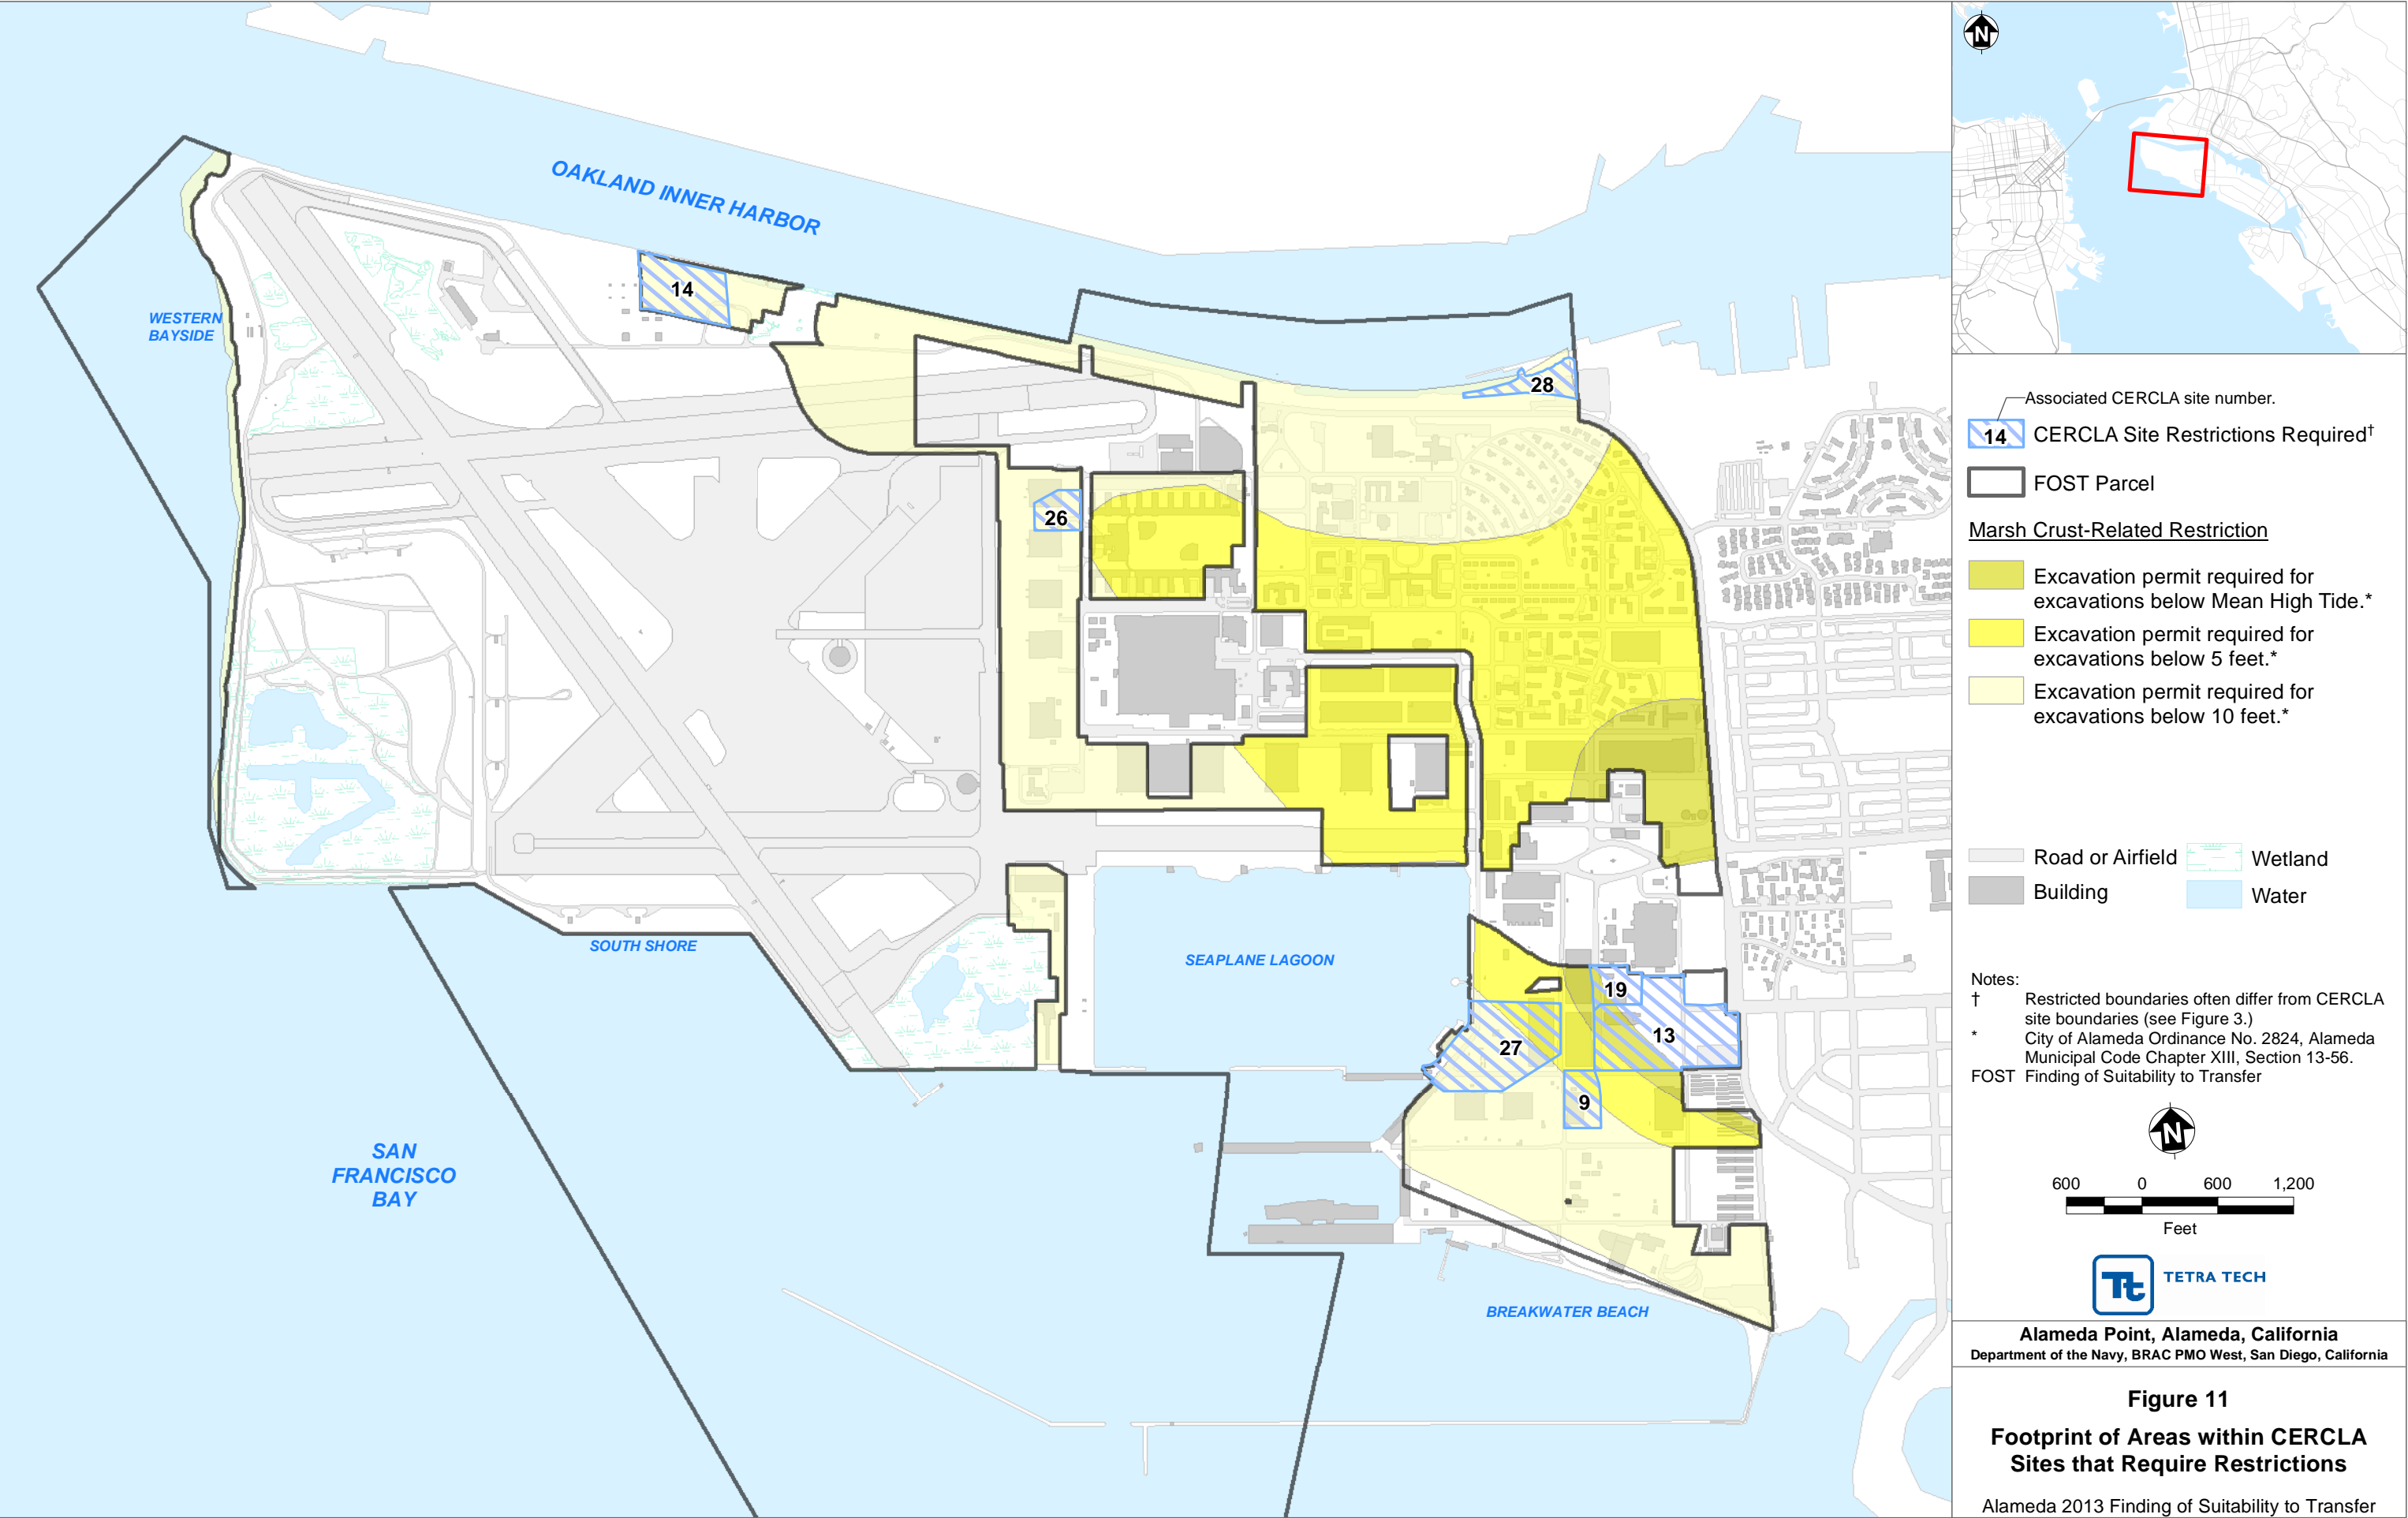 OAKLAND INNER HARBOR
WESTERN
BAYSIDE
14
28
26
SOUTH SHORE
SEAPLANE LAGOON
19
13
27
9
SAN
FRANCISCO
BAY
BREAKWATER BEACH
N
Associated CERCLA site number.
14 CERCLA Site Restrictions Required†
FOST Parcel
Marsh Crust-Related Restriction
Excavation permit required for
excavations below Mean High Tide.*
Excavation permit required for
excavations below 5 feet.*
Excavation permit required for
excavations below 10 feet.*
Road or Airfield
Wetland
Building
Water
Notes:
† Restricted boundaries often differ from CERCLA
site boundaries (see Figure 3.)
* City of Alameda Ordinance No. 2824, Alameda
Municipal Code Chapter XIII, Section 13-56.
FOST Finding of Suitability to Transfer
N
600 0 600 1,200
Feet
Tt TETRA TECH
Alameda Point, Alameda, California
Department of the Navy, BRAC PMO West, San Diego, California
Figure 11
Footprint of Areas within CERCLA
Sites that Require Restrictions
Alameda 2013 Finding of Suitability to Transfer